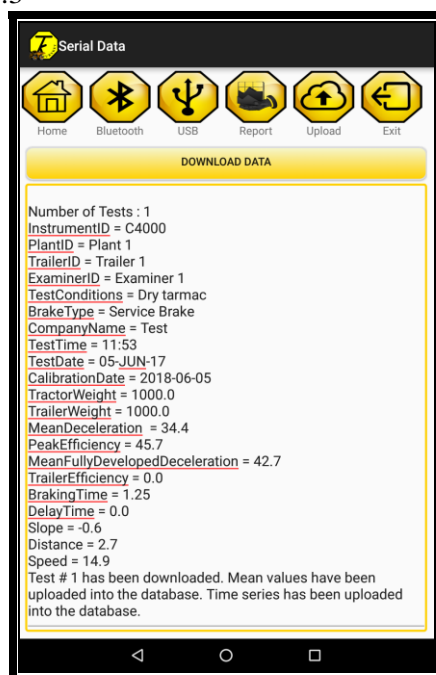 Serial Data
Home Bluetooth USB Report Upload Exit
DOWNLOAD DATA
Number of Tests : 1
InstrumentID = C4000
PlantID = Plant 1
TrailerID = Trailer 1
ExaminerID = Examiner 1
TestConditions = Dry tarmac
BrakeType = Service Brake
CompanyName = Test
TestTime = 11:53
TestDate = 05-JUN-17
CalibrationDate = 2018-06-05
TractorWeight = 1000.0
TrailerWeight = 1000.0
MeanDeceleration  = 34.4
PeakEfficiency = 45.7
MeanFullyDevelopedDeceleration = 42.7
TrailerEfficiency = 0.0
BrakingTime = 1.25
DelayTime = 0.0
Slope = -0.6
Distance = 2.7
Speed = 14.9
Test # 1 has been downloaded. Mean values have been
uploaded into the database. Time series has been uploaded
into the database.